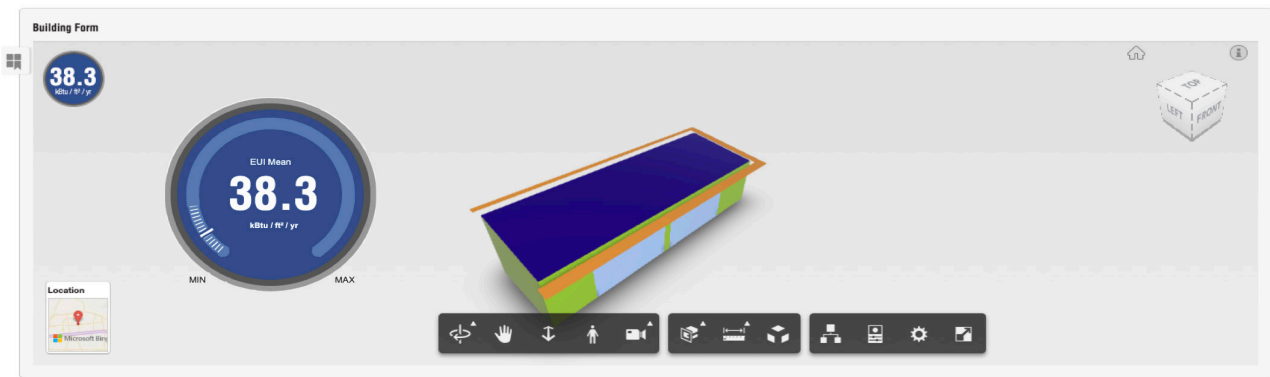 Building Form
38.3
kBtu / ft² / yr
EUI Mean
38.3
kBtu / ft² / yr
MIN
MAX
TOP
LEFT
FRONT
Location
Microsoft Bing